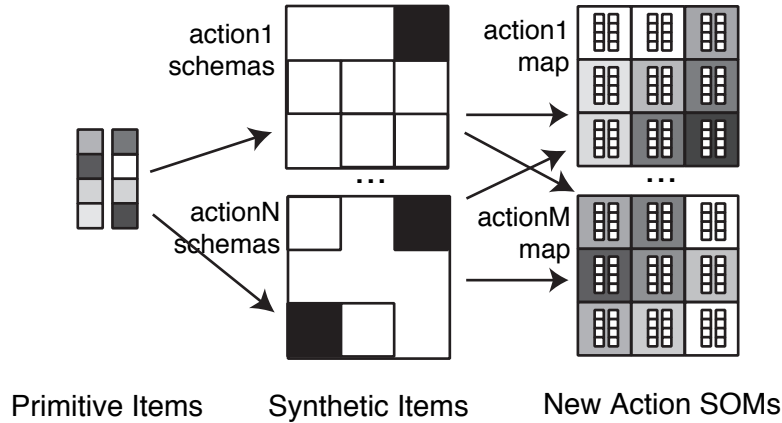 action1
schemas
action1
map
...
...
actionN
schemas
actionM
map
Primitive Items
Synthetic Items
New Action SOMs